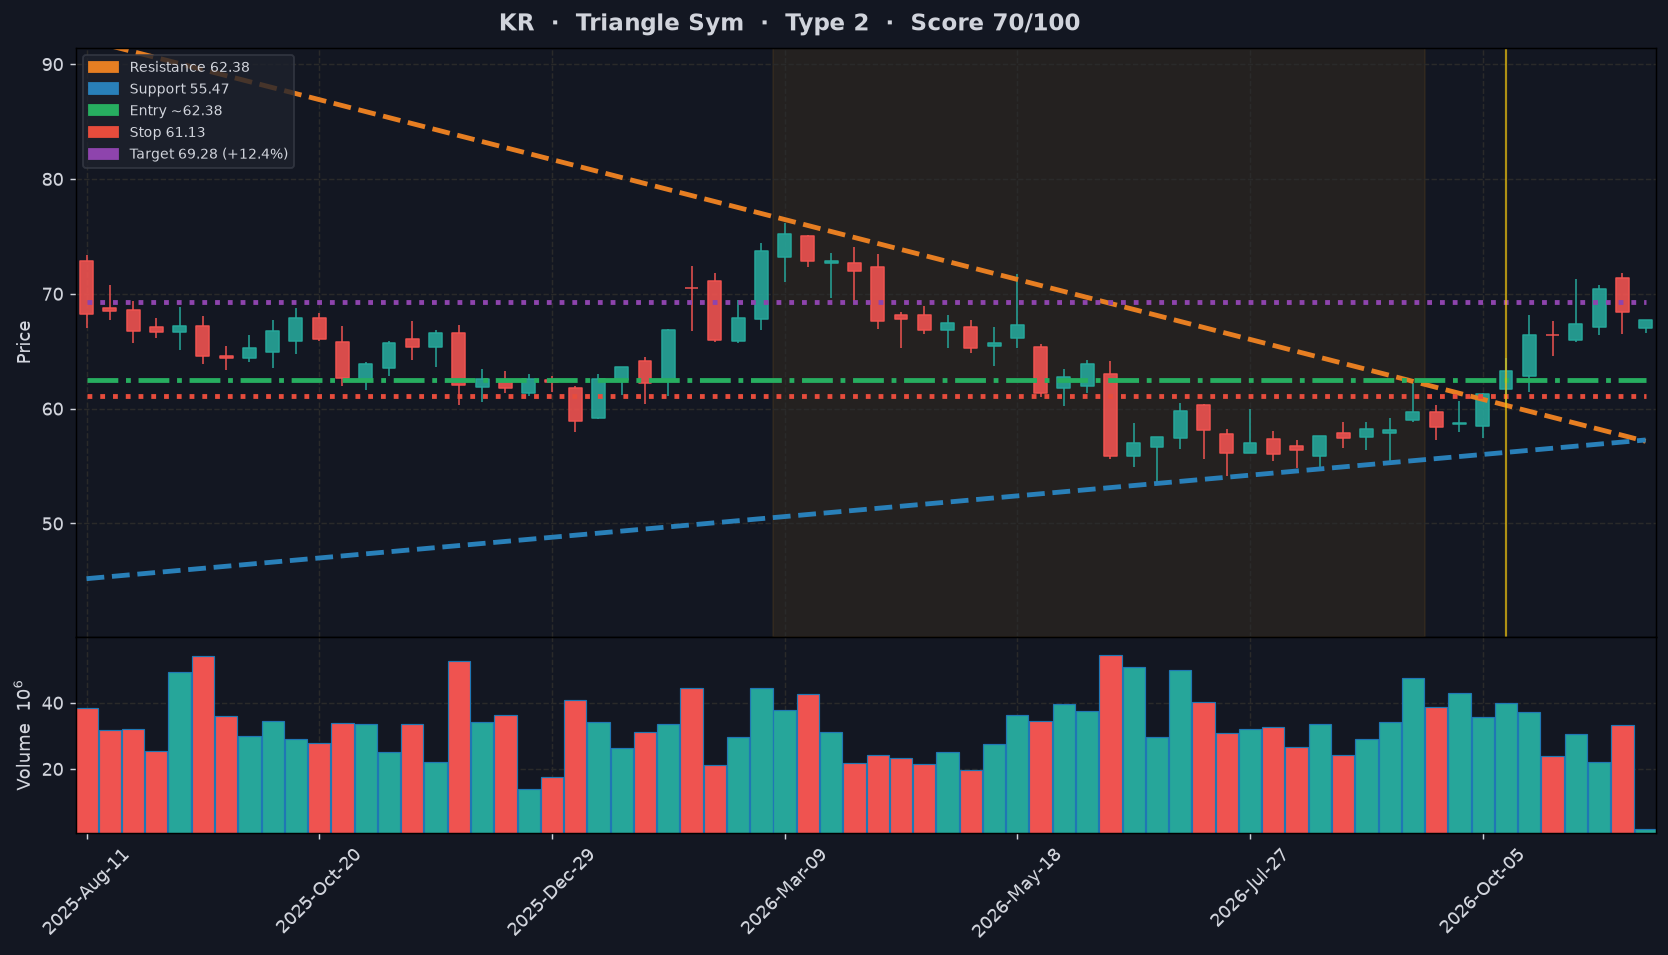 KR · Triangle Sym · Type 2 · Score 70/100
Resistance 62.38
Support 55.47
Entry ~62.38
Stop 61.13
Target 69.28 (+12.4%)
Price
90
80
70
60
50
Volume 10⁶
40
20
2025-Aug-11
2025-Oct-20
2025-Dec-29
2026-Mar-09
2026-May-18
2026-Jul-27
2026-Oct-05